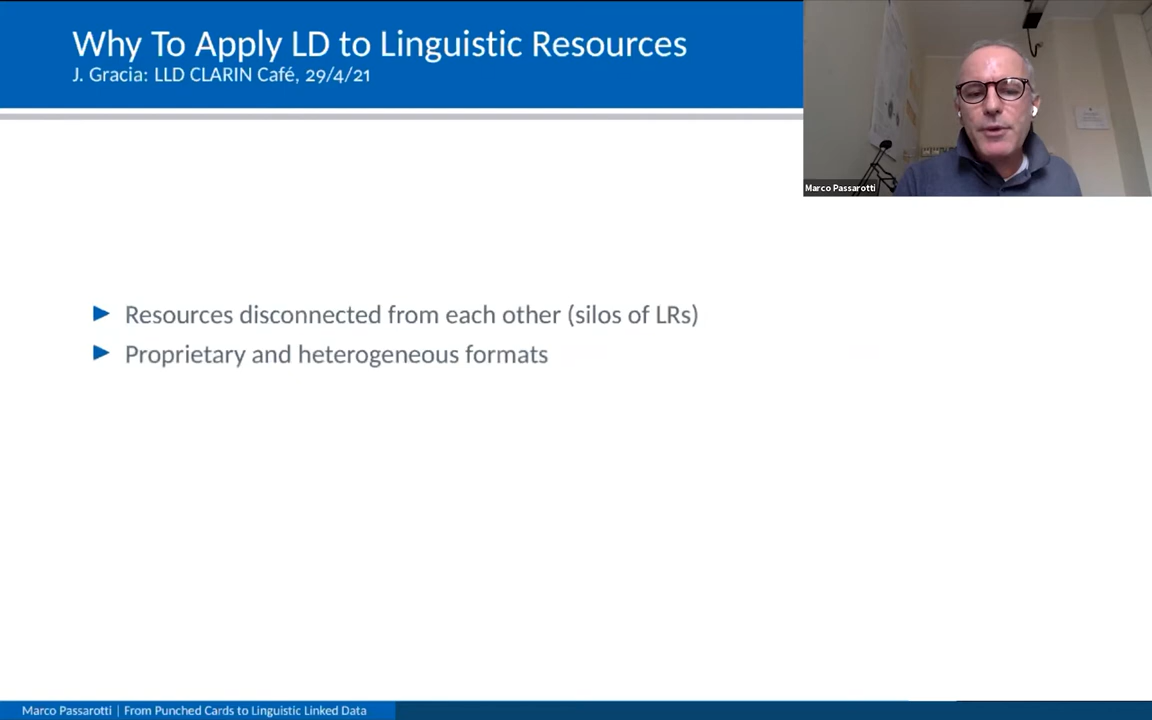 Why To Apply LD to Linguistic Resources
J. Gracia: LLD CLARIN Café, 29/4/21
Marco Passarotti
► Resources disconnected from each other (silos of LRs)
► Proprietary and heterogeneous formats
Marco Passarotti | From Punched Cards to Linguistic Linked Data